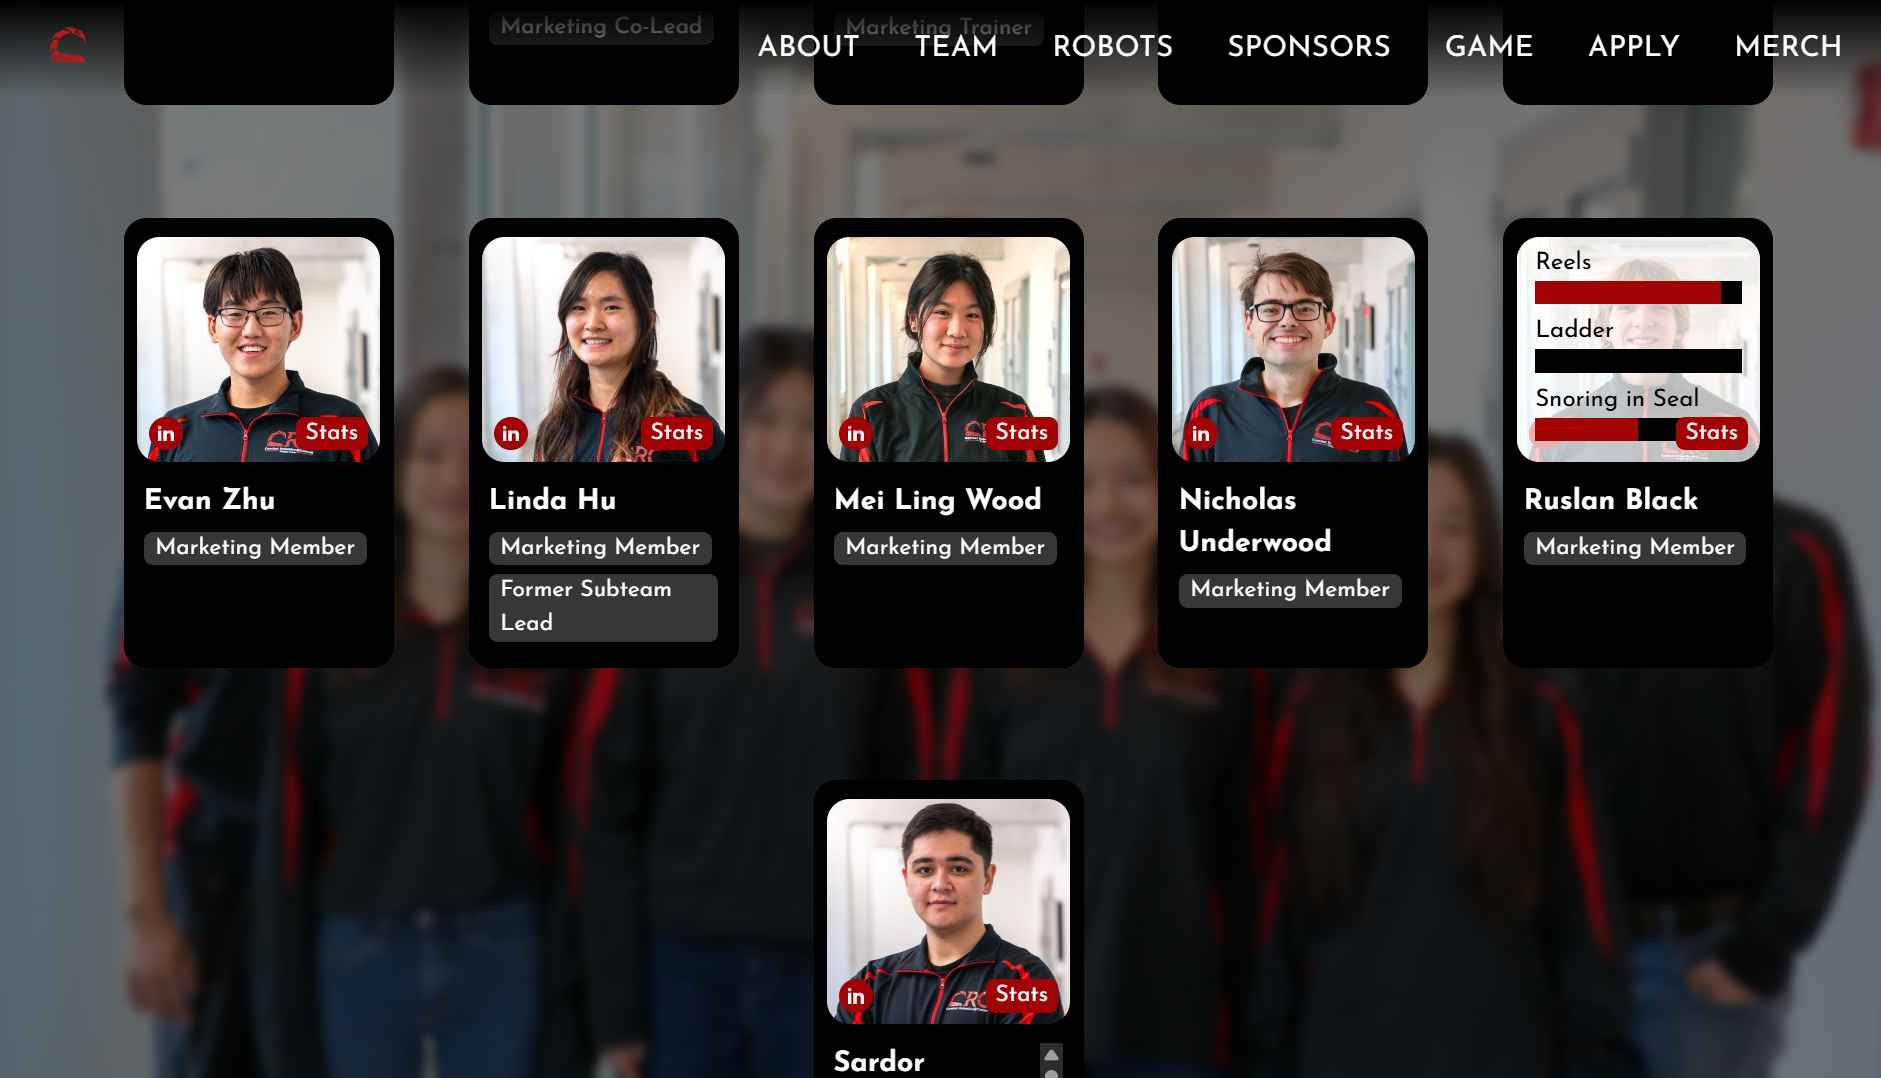 Marketing Co-Lead
Marketing Trainer
ABOUT TEAM ROBOTS SPONSORS GAME APPLY MERCH
in
Stats
Evan Zhu
Marketing Member
in
Stats
Linda Hu
Marketing Member
Former Subteam
Lead
in
Stats
Mei Ling Wood
Marketing Member
in
Stats
Nicholas
Underwood
Marketing Member
Reels
Ladder
Snoring in Seal
Stats
Ruslan Black
Marketing Member
in
Stats
Sardor